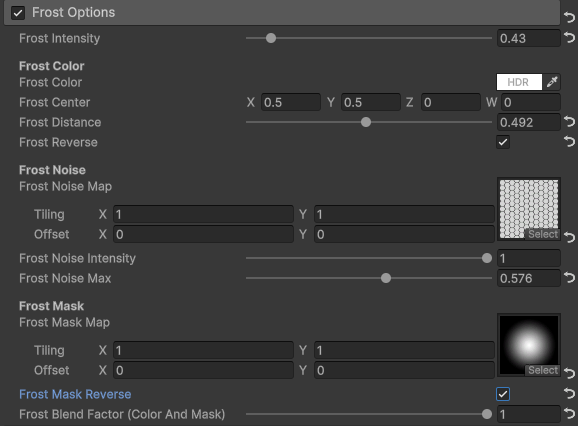 Frost Options
Frost Intensity 0.43
Frost Color
Frost Color HDR
Frost Center X 0.5 Y 0.5 Z 0 W 0
Frost Distance 0.492
Frost Reverse
Frost Noise
Frost Noise Map
Tiling X 1 Y 1
Offset X 0 Y 0 Select
Frost Noise Intensity 1
Frost Noise Max 0.576
Frost Mask
Frost Mask Map
Tiling X 1 Y 1
Offset X 0 Y 0 Select
Frost Mask Reverse
Frost Blend Factor (Color And Mask) 1